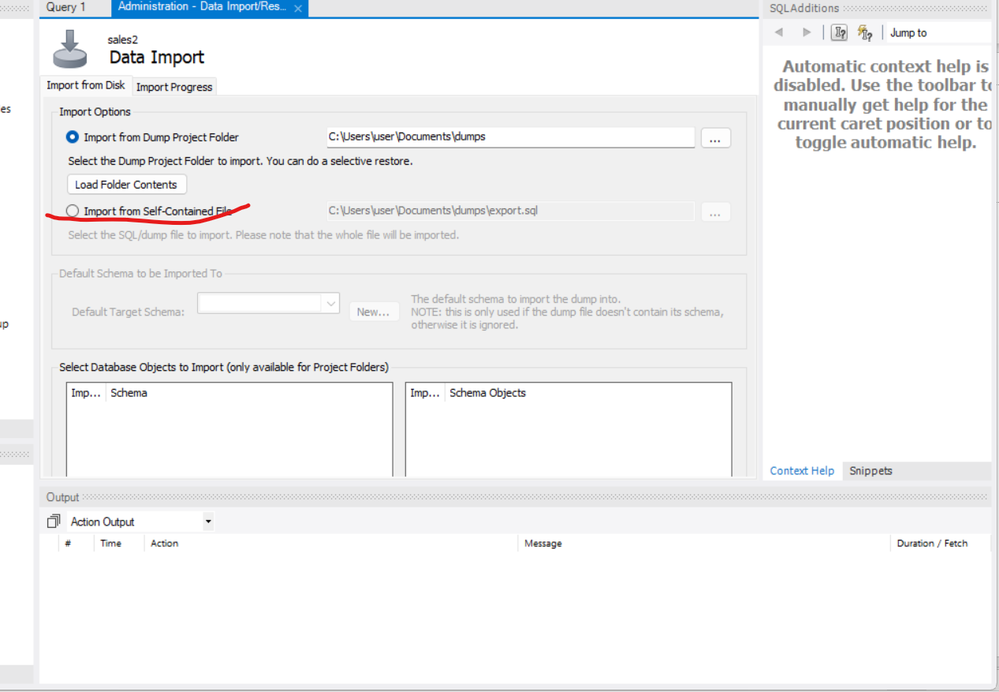 Query 1
Administration - Data Import/Res...
SQLAdditions
sales2
Data Import
Jump to
Import from Disk
Import Progress
Automatic context help is
disabled. Use the toolbar to
manually get help for the
current caret position or to
toggle automatic help.
es
Import Options
Import from Dump Project Folder
C:\Users\user\Documents\dumps
...
Select the Dump Project Folder to import. You can do a selective restore.
Load Folder Contents
Import from Self-Contained File
C:\Users\user\Documents\dumps\export.sql
...
Select the SQL/dump file to import. Please note that the whole file will be imported.
Default Schema to be Imported To
Default Target Schema:
New...
The default schema to import the dump into.
NOTE: this is only used if the dump file doesn't contain its schema,
otherwise it is ignored.
up
Select Database Objects to Import (only available for Project Folders)
Imp... Schema
Imp... Schema Objects
Context Help
Snippets
Output
Action Output
# Time Action Message Duration / Fetch